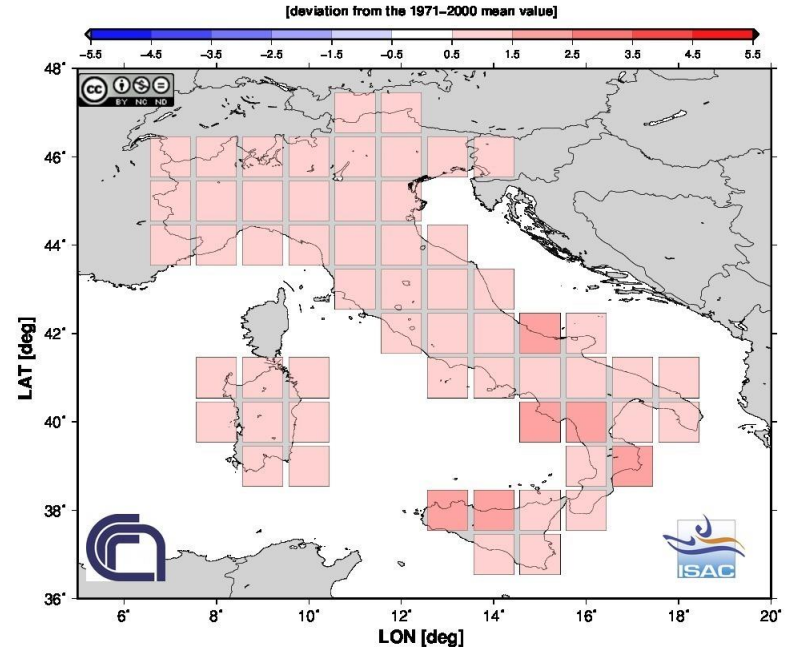 [deviation from the 1971−2000 mean value]
−5.5 −4.5 −3.5 −2.5 −1.5 −0.5 0.5 1.5 2.5 3.5 4.5 5.5
48°
cc
BY NC ND
46°
44°
42°
LAT [deg]
40°
38°
ISAC
36°
6° 8° 10° 12° 14° 16° 18° 20°
LON [deg]